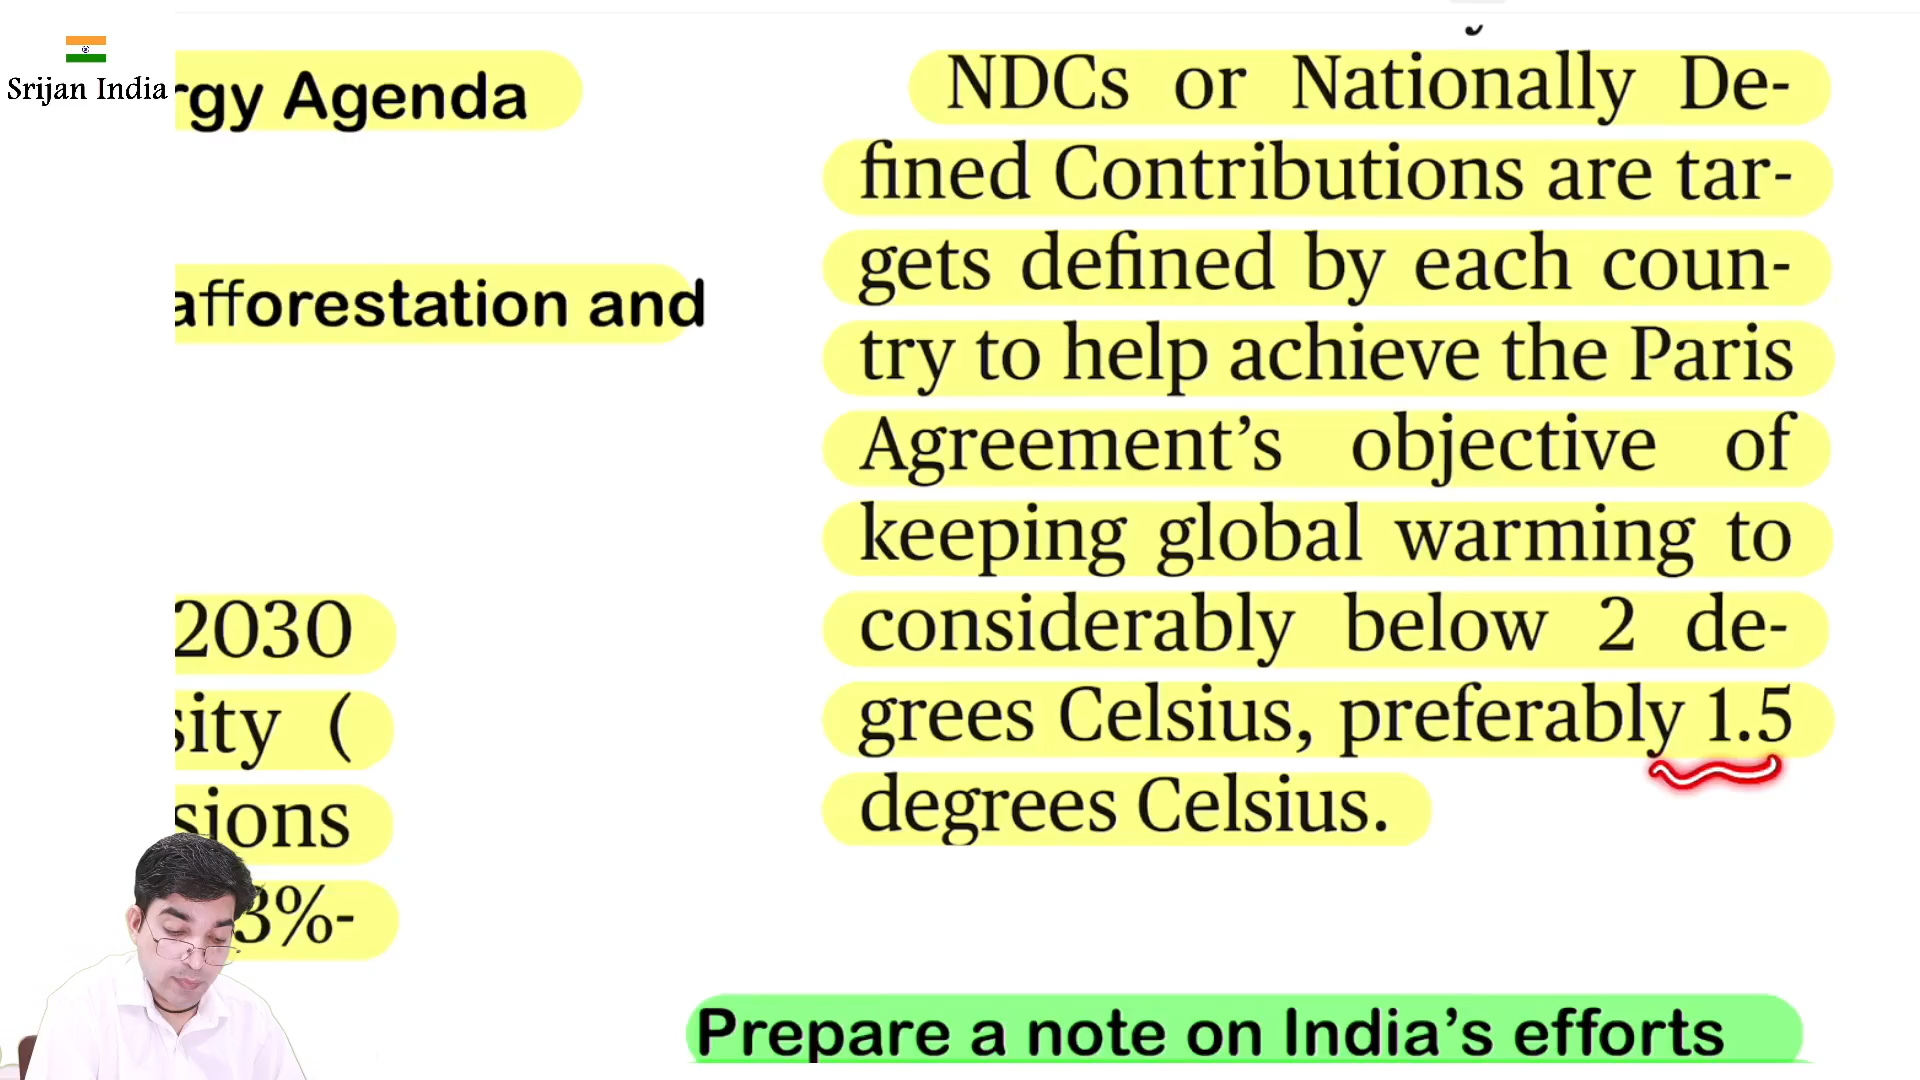 Srijan India
rgy Agenda
afforestation and
2030
sity (
sions
3%-
NDCs or Nationally De-
fined Contributions are tar-
gets defined by each coun-
try to help achieve the Paris
Agreement’s objective of
keeping global warming to
considerably below 2 de-
grees Celsius, preferably 1.5
degrees Celsius.
Prepare a note on India’s efforts